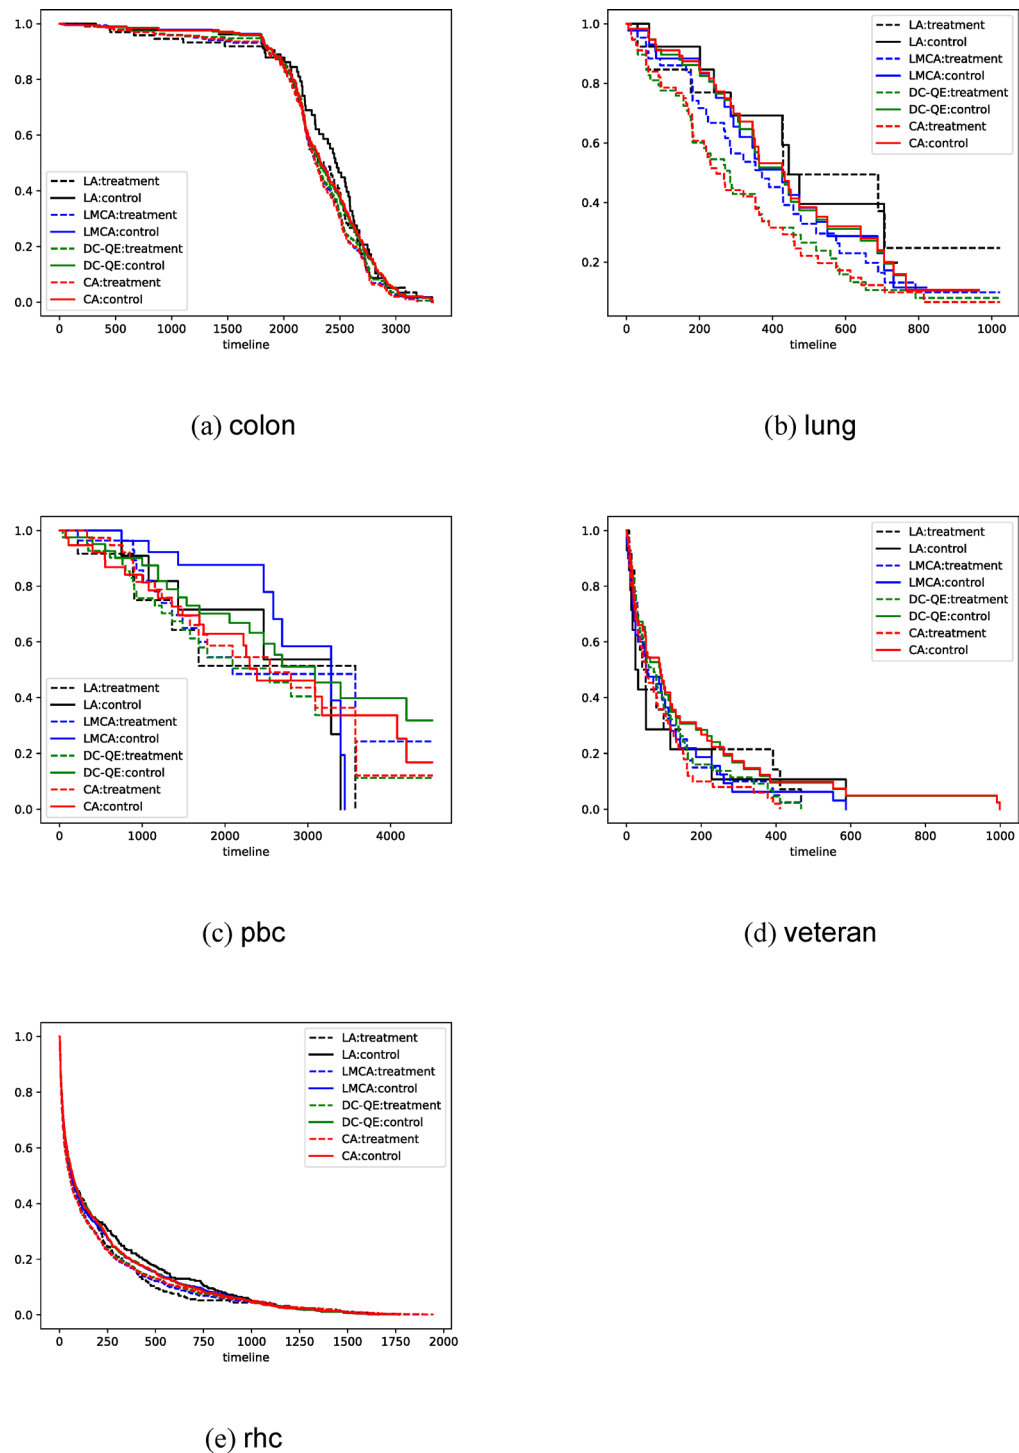 1.0
0.8
0.6
0.4
0.2
0.0
LA:treatment
LA:control
LMCA:treatment
LMCA:control
DC-QE:treatment
DC-QE:control
CA:treatment
CA:control
0 500 1000 1500 2000 2500 3000
timeline
(a) colon
1.0
0.8
0.6
0.4
0.2
LA:treatment
LA:control
LMCA:treatment
LMCA:control
DC-QE:treatment
DC-QE:control
CA:treatment
CA:control
0 200 400 600 800 1000
timeline
(b) lung
1.0
0.8
0.6
0.4
0.2
0.0
LA:treatment
LA:control
LMCA:treatment
LMCA:control
DC-QE:treatment
DC-QE:control
CA:treatment
CA:control
0 1000 2000 3000 4000
timeline
(c) pbc
1.0
0.8
0.6
0.4
0.2
0.0
LA:treatment
LA:control
LMCA:treatment
LMCA:control
DC-QE:treatment
DC-QE:control
CA:treatment
CA:control
0 200 400 600 800 1000
timeline
(d) veteran
1.0
0.8
0.6
0.4
0.2
0.0
LA:treatment
LA:control
LMCA:treatment
LMCA:control
DC-QE:treatment
DC-QE:control
CA:treatment
CA:control
0 250 500 750 1000 1250 1500 1750 2000
timeline
(e) rhc